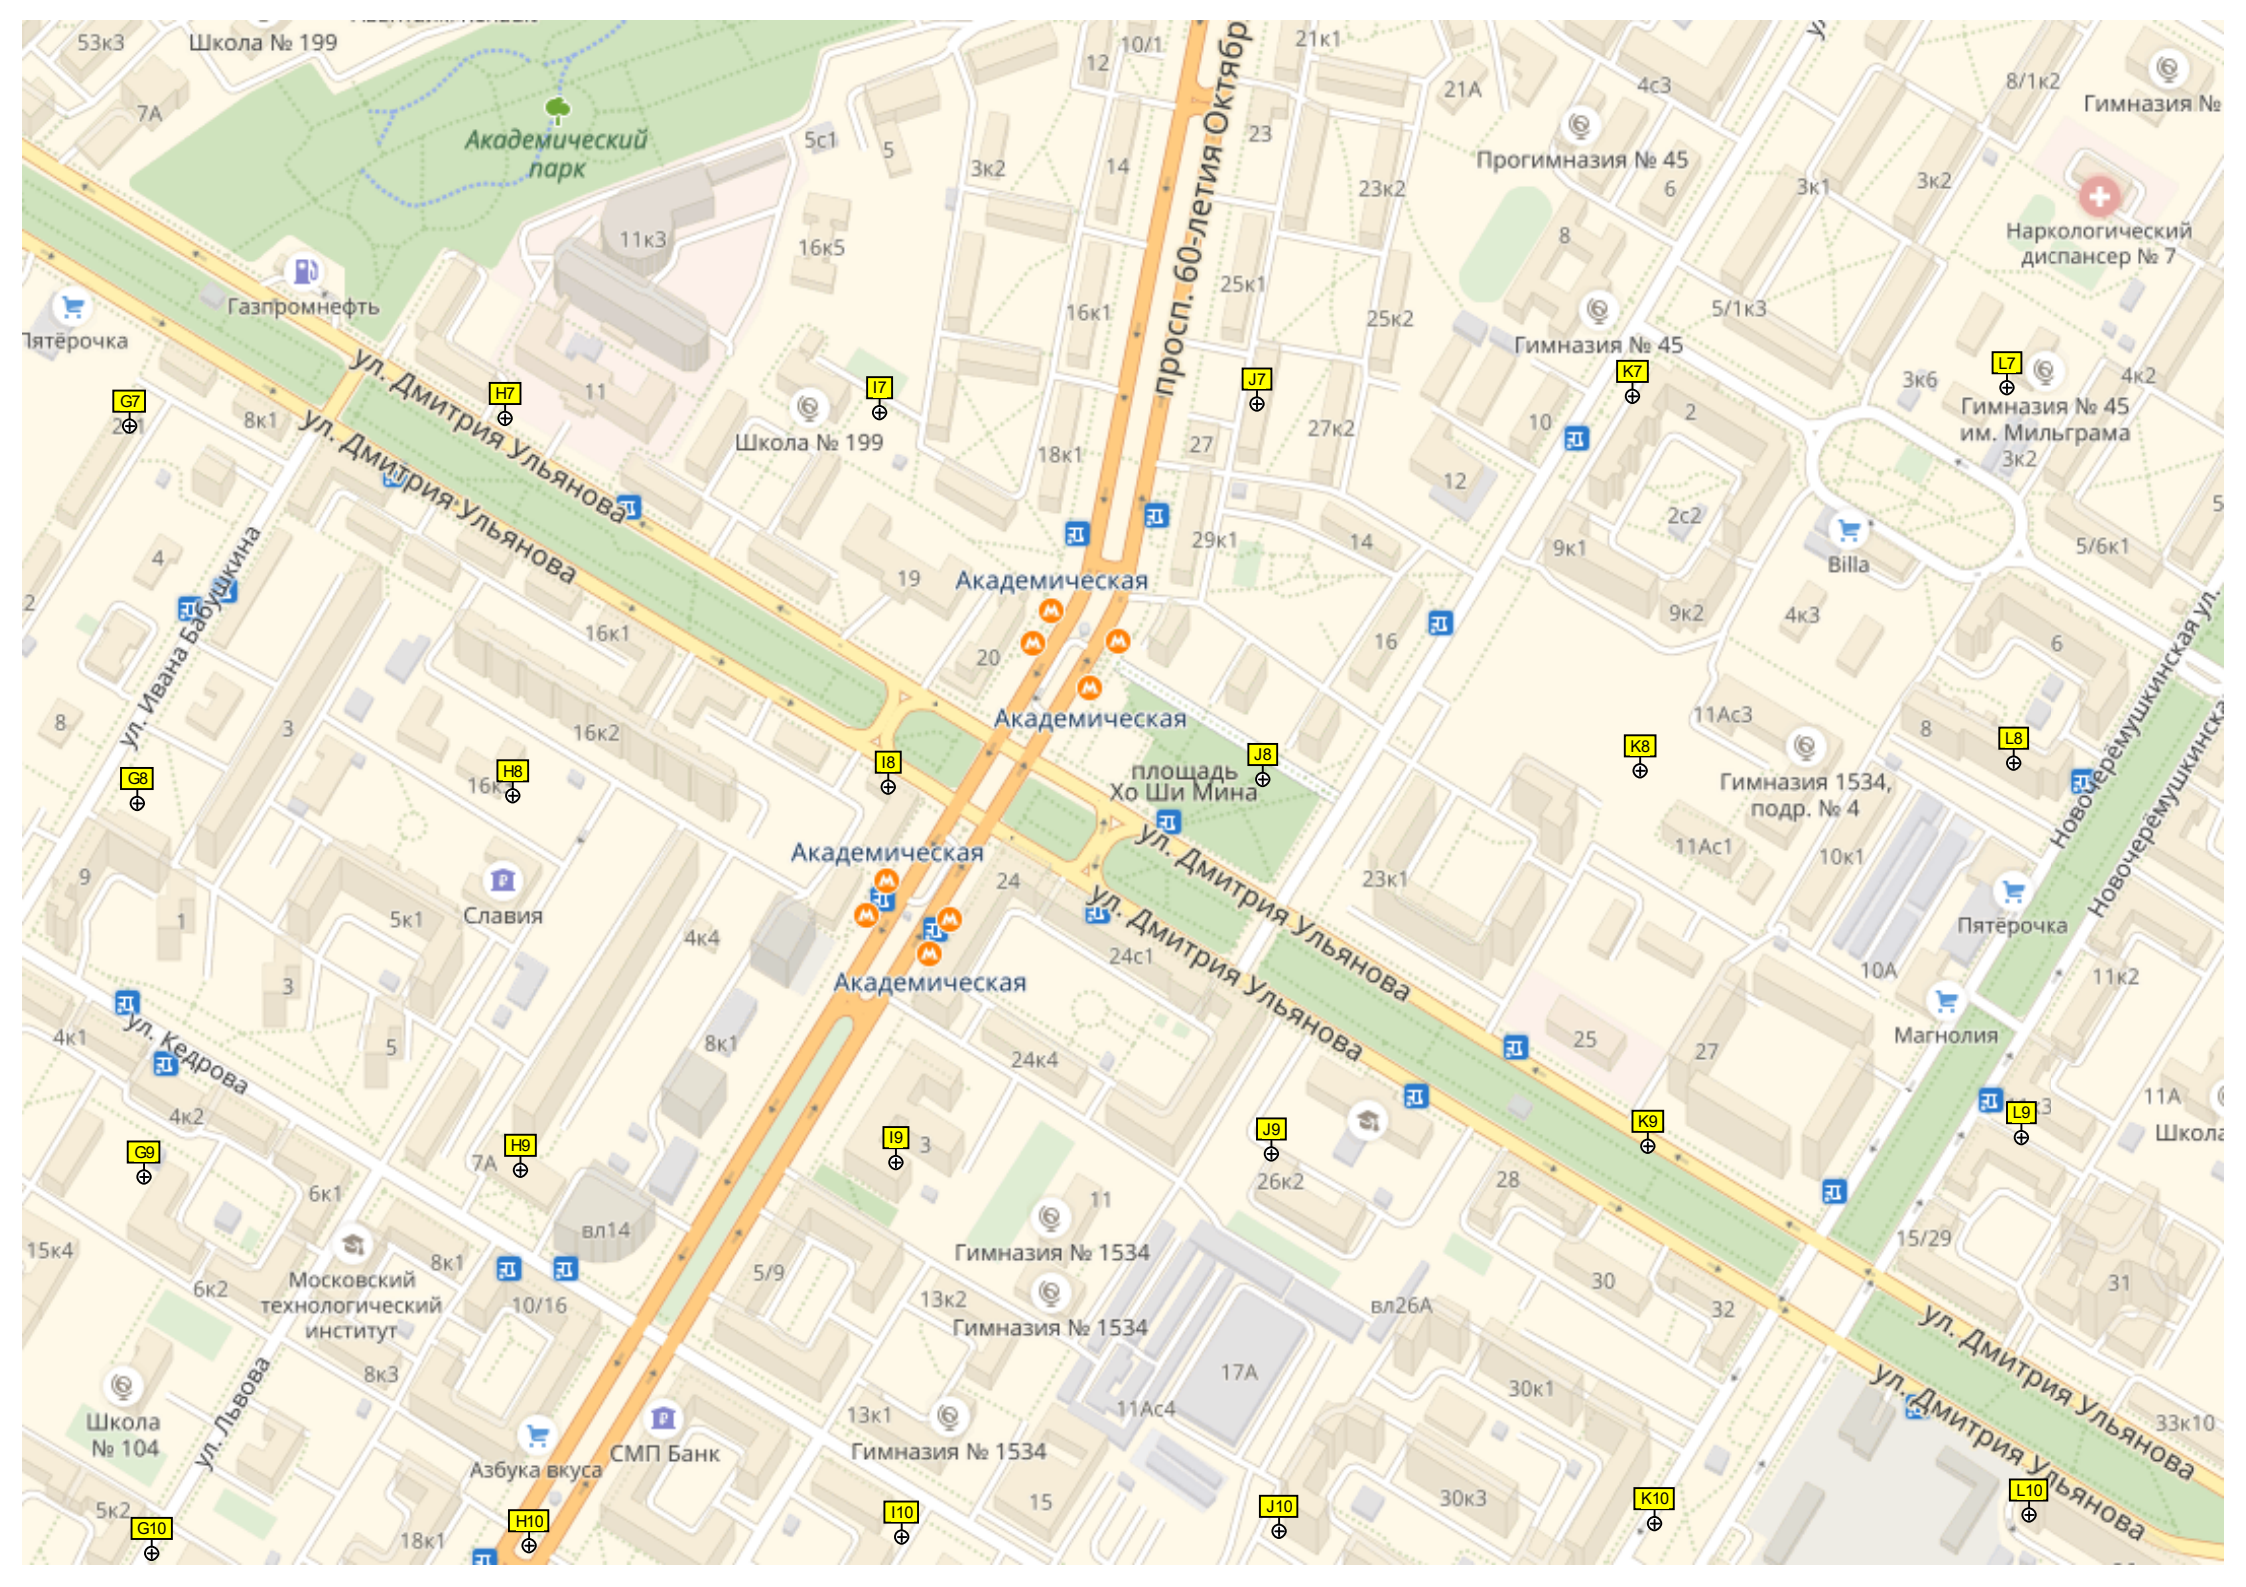 53к3
Школа № 199
12
10/1
21к1
21А
4с3
8/1к2
Гимназия №
7А
Академический
парк
5с1
5
3к2
14
23
23к2
Прогимназия № 45
6
3к1
3к2
просп. 60-летия Октябр
11к3
16к5
8
Наркологический
диспансер № 7
Газпромнефть
Пятёрочка
16к1
25к1
25к2
5/1к3
Гимназия № 45
ул. Дмитрия Ульянова
ул. Дмитрия Ульянова
G7
8к1
H7
11
I7
Школа № 199
18к1
J7
27
27к2
10
K7
2
3к6
L7
4к2
Гимназия № 45
им. Мильграма
3к2
12
2с2
4
ул. Ивана Бабушкина
19
29к1
14
9к1
Billa
5/6к1
Академическая
16к1
20
16
9к2
4к3
6
Новочерёмушкинская ул.
8
3
16к2
Академическая
11Ас3
8
G8
H8
I8
площадь
Хо Ши Мина
J8
K8
Гимназия 1534,
подр. № 4
L8
ул. Дмитрия Ульянова
ул. Дмитрия Ульянова
Академическая
9
1
5к1
Славия
4к4
24
24с1
23к1
11Ас1
10к1
Пятёрочка
10А
11к2
3
Академическая
4к1
ул. Кедрова
5
8к1
24к4
25
27
Магнолия
4к2
11А
Школа
G9
7А
H9
I9
3
J9
26к2
K9
L9
28
6к1
11
вл14
15к4
8к1
6к2
Московский
технологический
институт
10/16
5/9
Гимназия № 1534
13к2
Гимназия № 1534
вл26А
30
32
15/29
31
ул. Дмитрия Ульянова
ул. Дмитрия Ульянова
8к3
ул. Львова
Школа
№ 104
Азбука вкуса
СМП Банк
13к1
Гимназия № 1534
11Ас4
17А
30к1
33к10
5к2
G10
18к1
H10
I10
15
J10
30к3
K10
L10